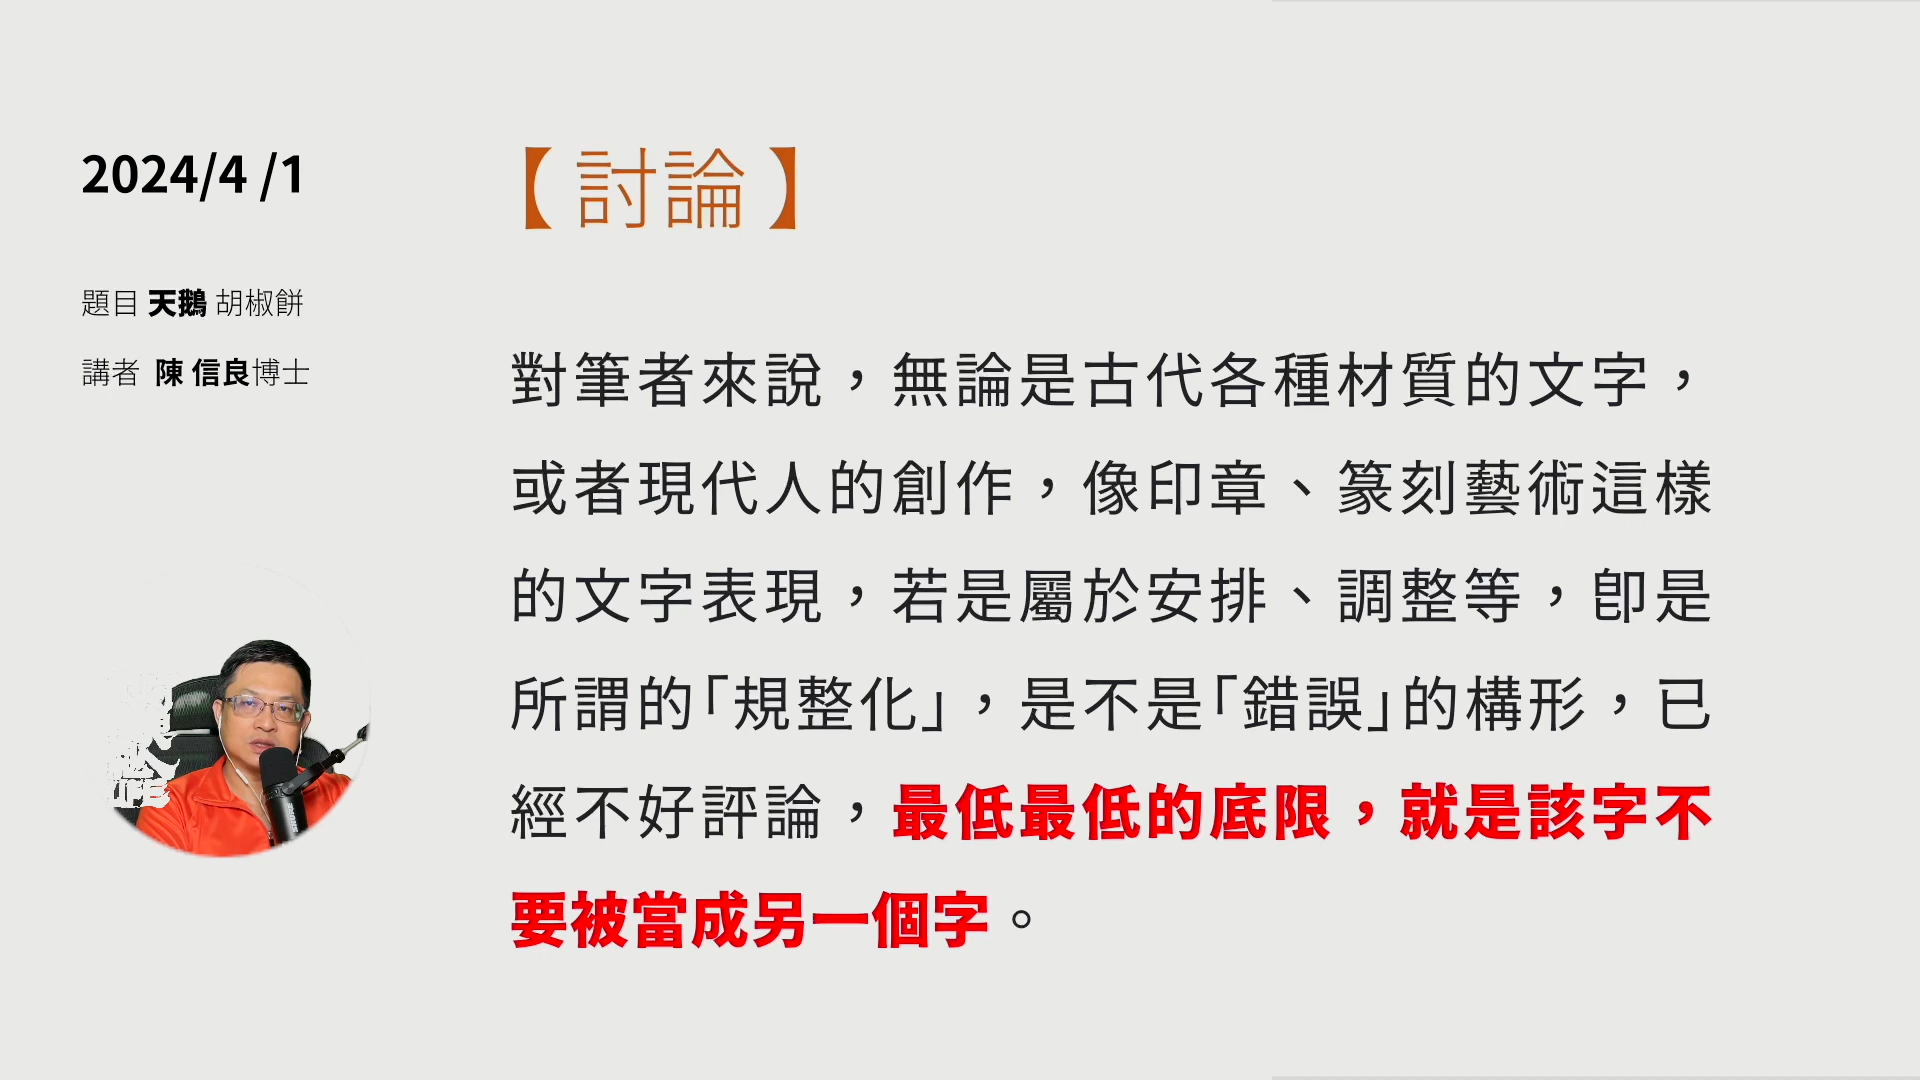 2024/4 /1
題目 天鵝 胡椒餅
講者 陳 信良博士
【 討論 】
對筆者來說，無論是古代各種材質的文字，
或者現代人的創作，像印章、篆刻藝術這樣
的文字表現，若是屬於安排、調整等，卽是
所謂的「規整化」，是不是「錯誤」的構形，已
經不好評論，最低最低的底限，就是該字不
要被當成另一個字。